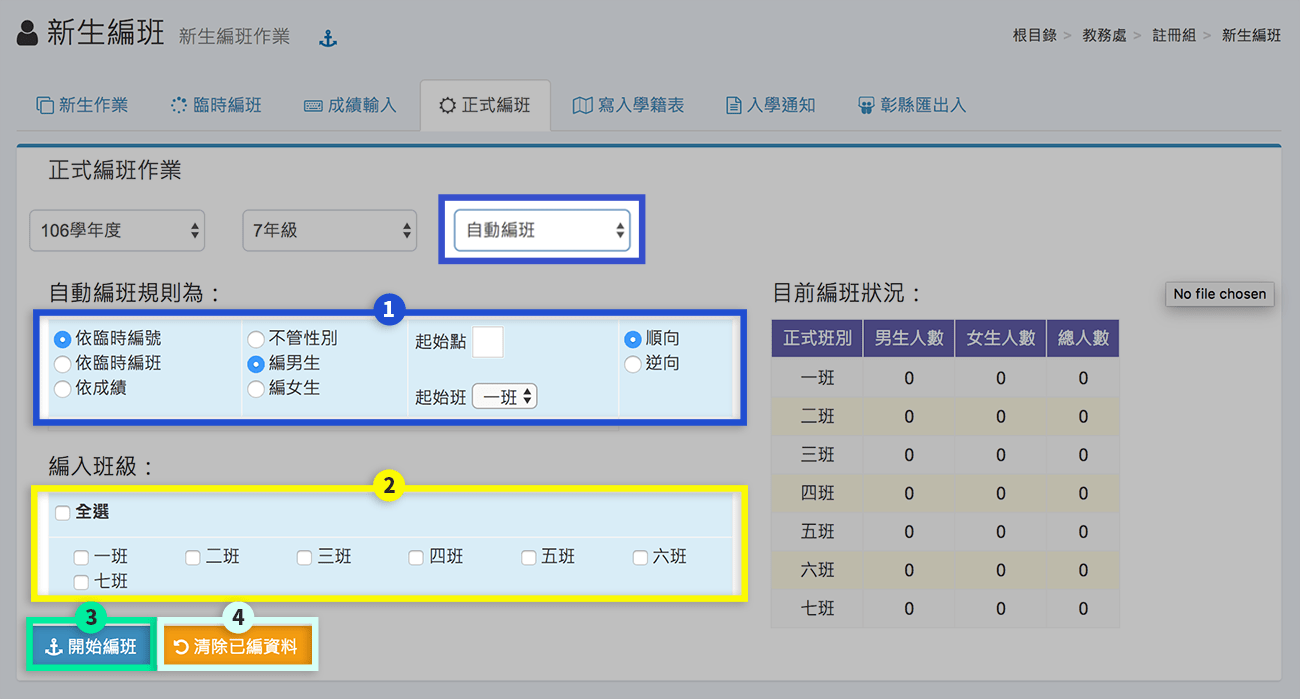 新生編班 新生編班作業
根目錄 > 教務處 > 註冊組 > 新生編班
新生作業 臨時編班 成績輸入 正式編班 寫入學籍表 入學通知 彰縣匯出入
正式編班作業
106學年度 7年級 自動編班
自動編班規則為：
1
依臨時編號
依臨時編班
依成績
不管性別
編男生
編女生
起始點
起始班 一班
順向
逆向
編入班級：
2
全選
一班 二班 三班 四班 五班 六班
七班
3
開始編班
4
清除已編資料
目前編班狀況：
No file chosen
正式班別 男生人數 女生人數 總人數
一班 0 0 0
二班 0 0 0
三班 0 0 0
四班 0 0 0
五班 0 0 0
六班 0 0 0
七班 0 0 0